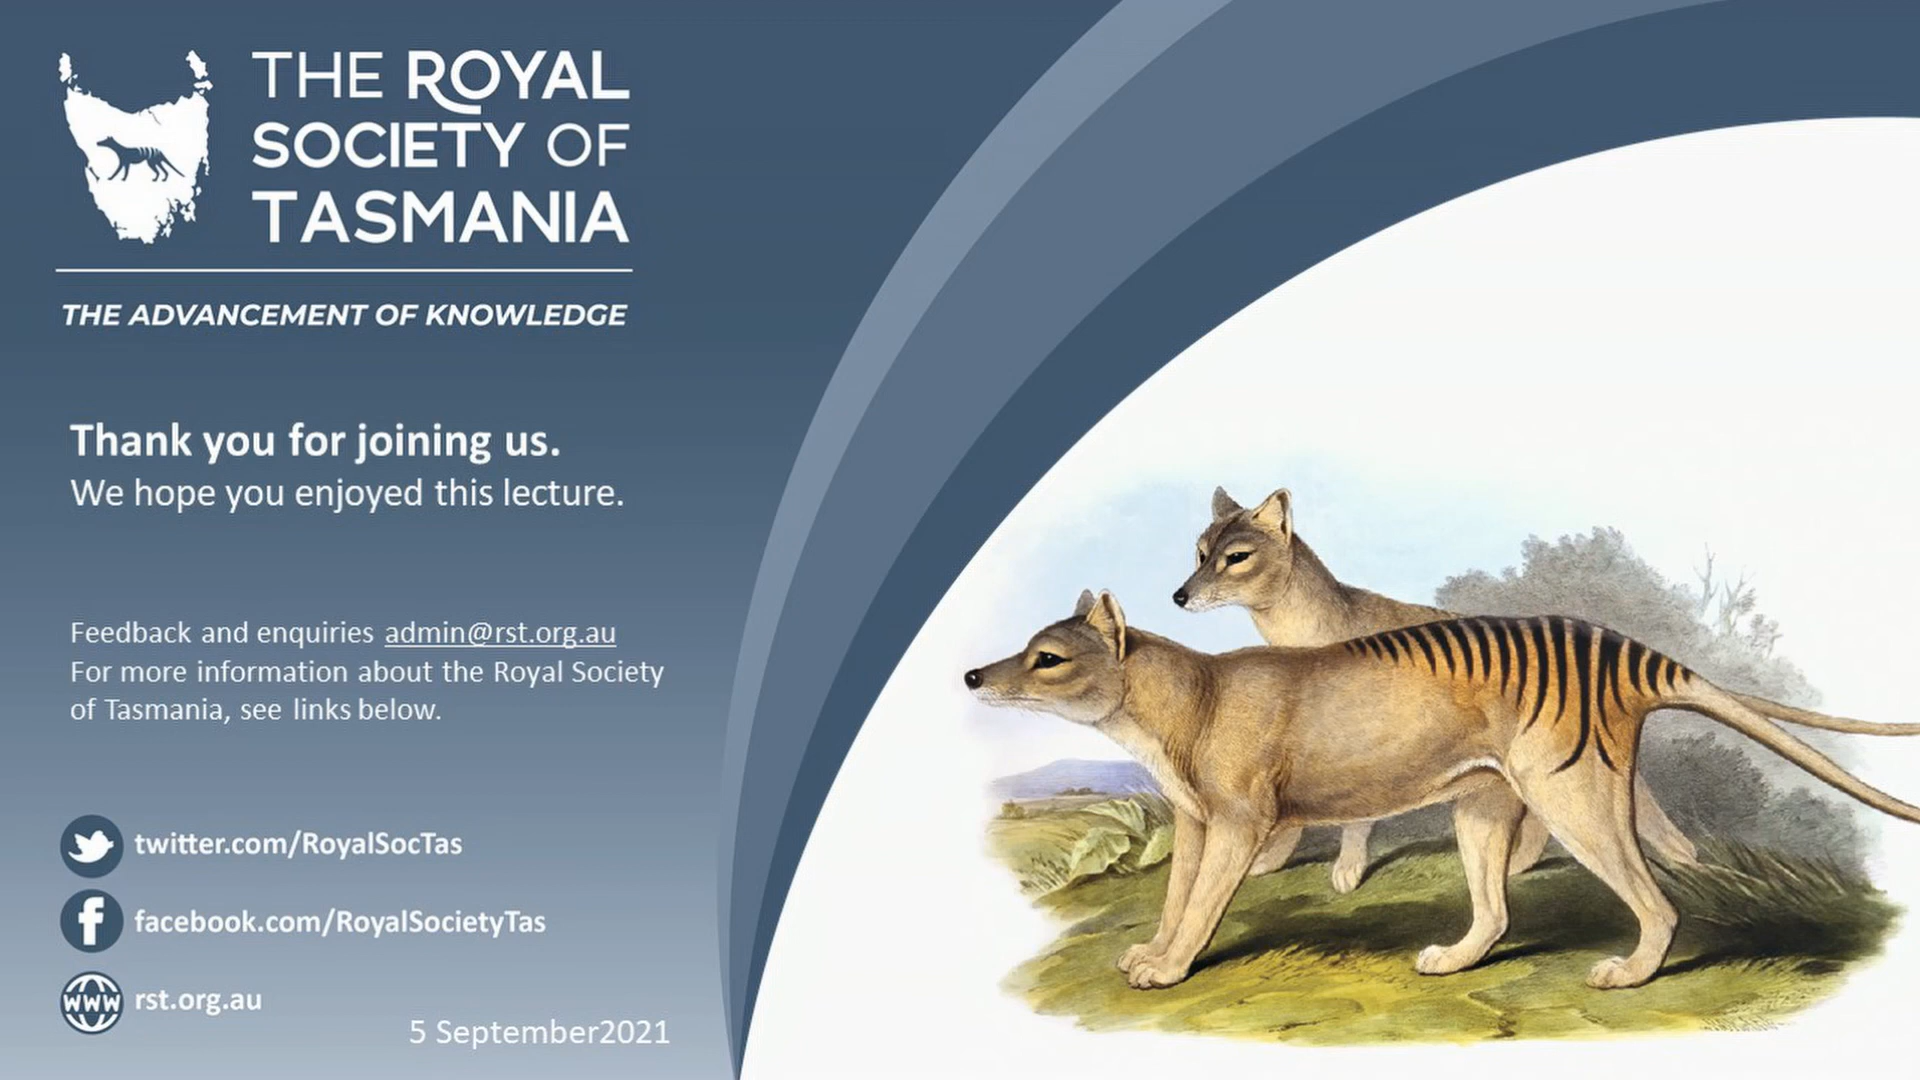 THE ROYAL
SOCIETY OF
TASMANIA
THE ADVANCEMENT OF KNOWLEDGE
Thank you for joining us.
We hope you enjoyed this lecture.
Feedback and enquiries admin@rst.org.au
For more information about the Royal Society
of Tasmania, see links below.
twitter.com/RoyalSocTas
facebook.com/RoyalSocietyTas
www rst.org.au
5 September2021